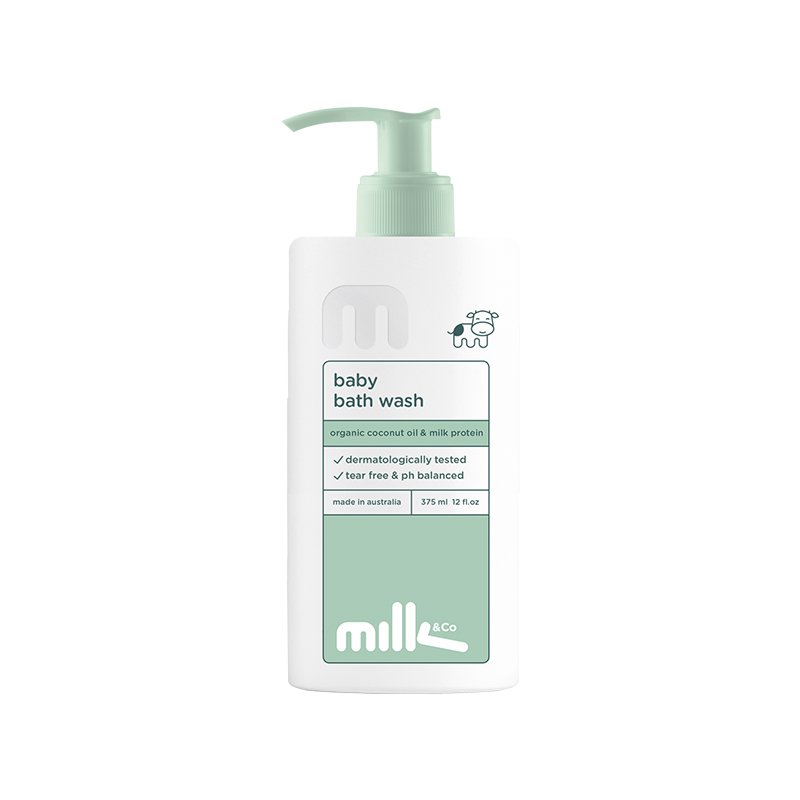 m
baby
bath wash
organic coconut oil & milk protein
✓ dermatologically tested
✓ tear free & ph balanced
made in australia
375 ml 12 fl.oz
milk &Co